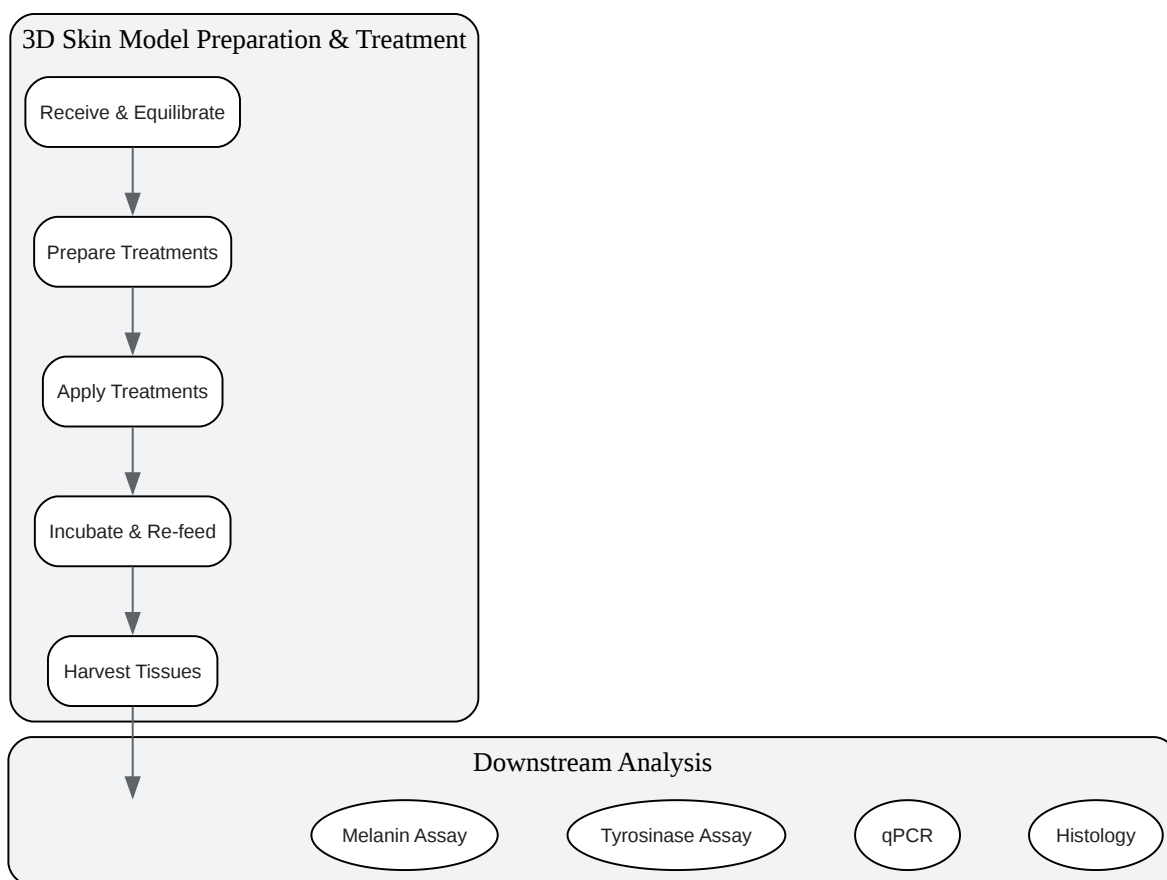 3D Skin Model Preparation & Treatment
Receive & Equilibrate
Prepare Treatments
Apply Treatments
Incubate & Re-feed
Harvest Tissues
Downstream Analysis
Melanin Assay
Tyrosinase Assay
qPCR
Histology